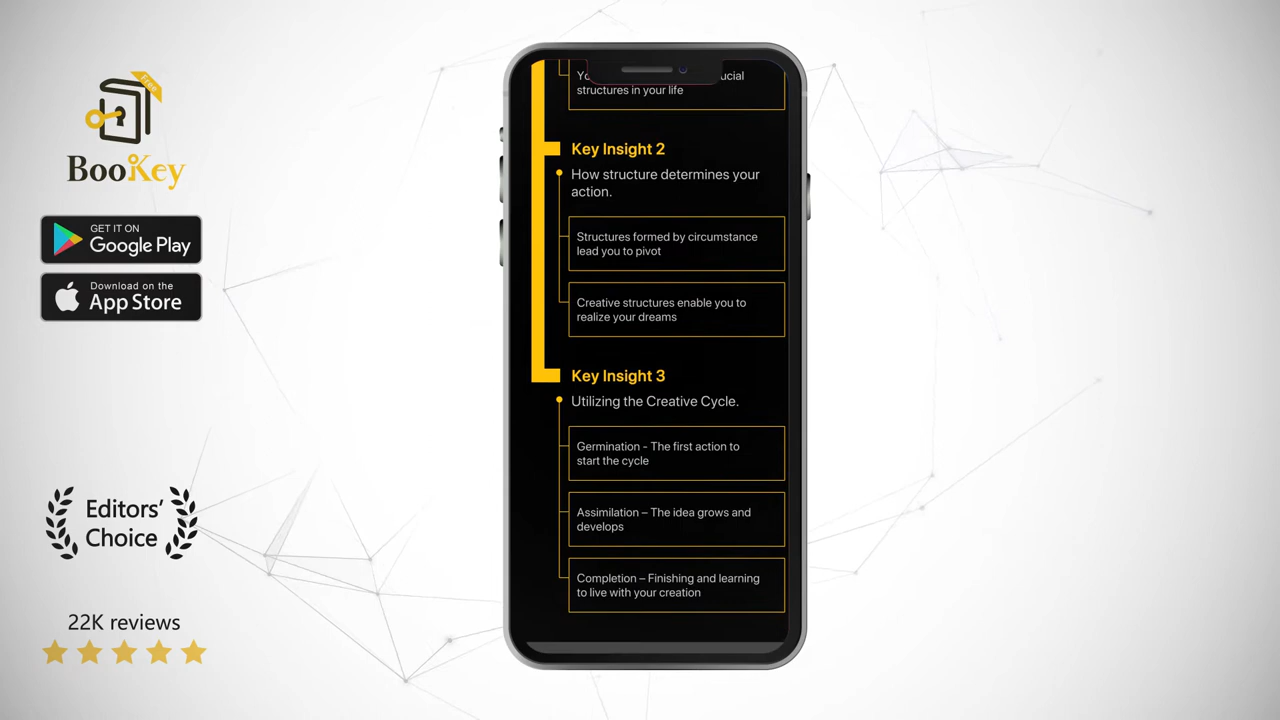 Free
BooKey
GET IT ON
Google Play
Download on the
App Store
Editors’
Choice
22K reviews
structures in your life
Key Insight 2
How structure determines your
action.
Structures formed by circumstance
lead you to pivot
Creative structures enable you to
realize your dreams
Key Insight 3
Utilizing the Creative Cycle.
Germination - The first action to
start the cycle
Assimilation – The idea grows and
develops
Completion – Finishing and learning
to live with your creation